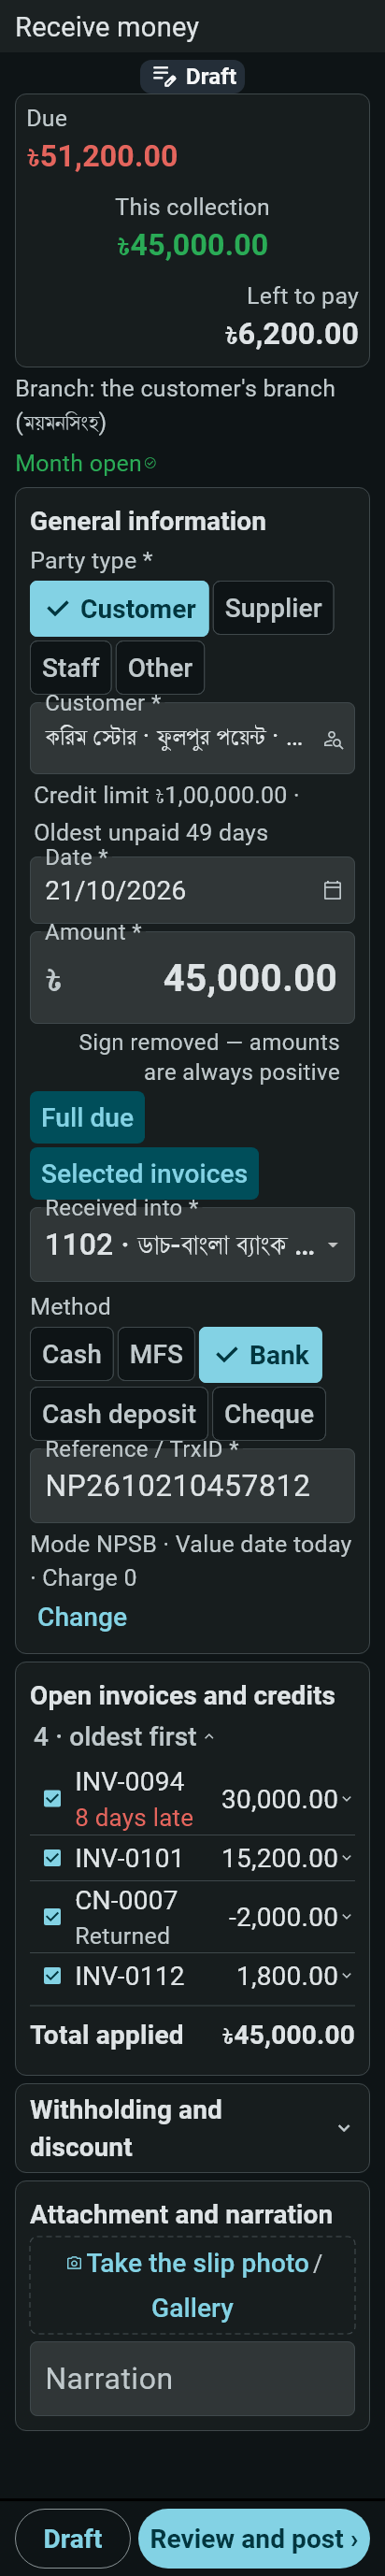 Receive money
Draft
Due
৳51,200.00
This collection
৳45,000.00
Left to pay
৳6,200.00
Branch: the customer's branch
(ময়মনসিংহ)
Month open
General information
Party type *
Customer
Supplier
Staff
Other
Customer *
করিম স্টোর · ফুলপুর পয়েন্ট · ...
Credit limit ৳1,00,000.00 ·
Oldest unpaid 49 days
Date *
21/10/2026
Amount *
৳ 45,000.00
Sign removed — amounts
are always positive
Full due
Selected invoices
Received into *
1102 · ডাচ-বাংলা ব্যাংক ...
Method
Cash
MFS
Bank
Cash deposit
Cheque
Reference / TrxID *
NP2610210457812
Mode NPSB · Value date today
· Charge 0
Change
Open invoices and credits
4 · oldest first
INV-0094 30,000.00
8 days late
INV-0101 15,200.00
CN-0007 -2,000.00
Returned
INV-0112 1,800.00
Total applied ৳45,000.00
Withholding and
discount
Attachment and narration
Take the slip photo /
Gallery
Narration
Draft
Review and post ›